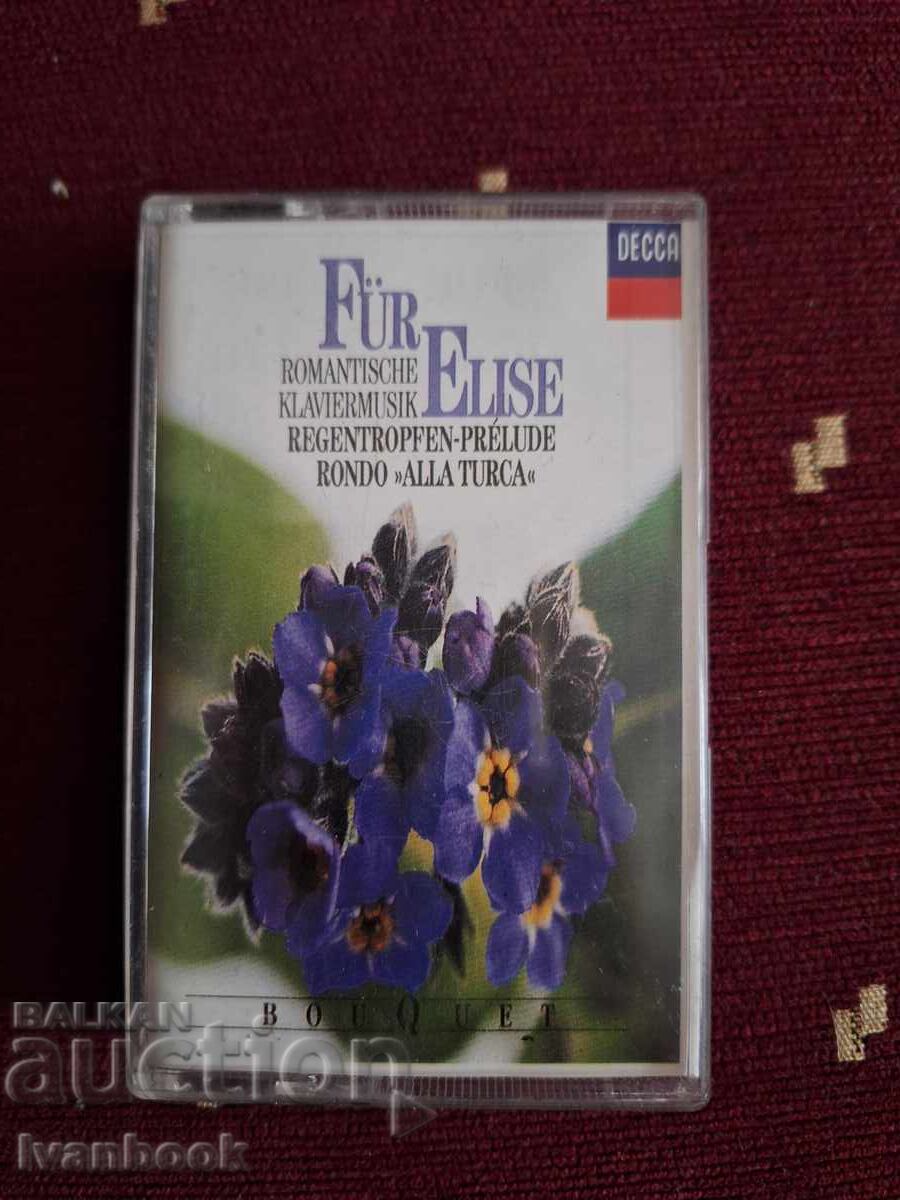 DECCA
FÜR
ROMANTISCHE
KLAVIERMUSIK
ELISE
REGENTROPFEN-PRÉLUDE
RONDO »ALLA TURCA«
BOUQUET
BALKAN
auction
Ivanbook